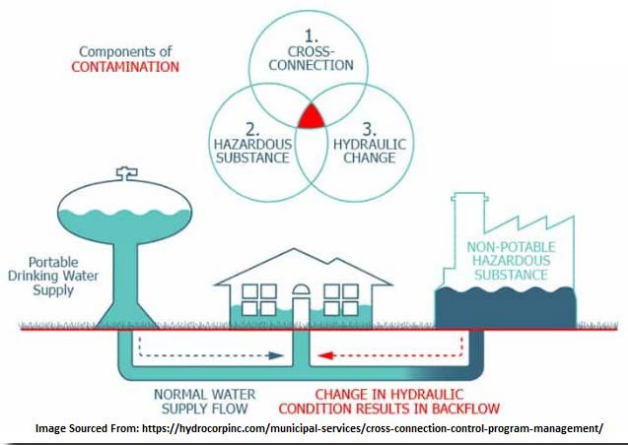 Components of
CONTAMINATION
1.
CROSS-
CONNECTION
2.
HAZARDOUS
SUBSTANCE
3.
HYDRAULIC
CHANGE
Portable
Drinking Water
Supply
NON-POTABLE
HAZARDOUS
SUBSTANCE
NORMAL WATER
SUPPLY FLOW
CHANGE IN HYDRAULIC
CONDITION RESULTS IN BACKFLOW
Image Sourced From: https://hydrocorpinc.com/municipal-services/cross-connection-control-program-management/